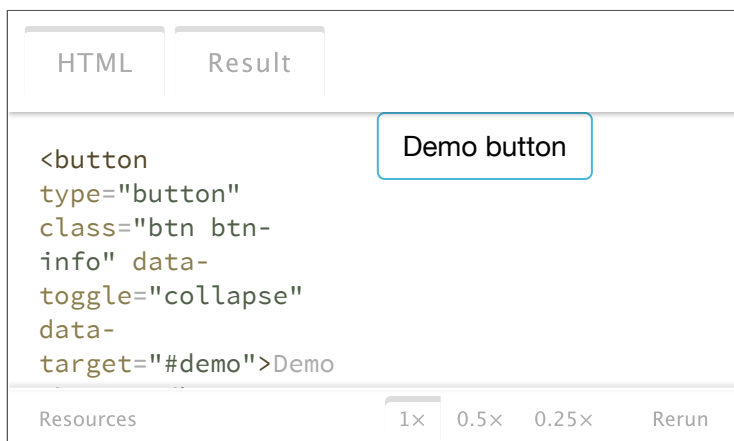 HTML Result
Demo button
<button
type="button"
class="btn btn-
info" data-
toggle="collapse"
data-
target="#demo">Demo
Resources 1× 0.5× 0.25× Rerun